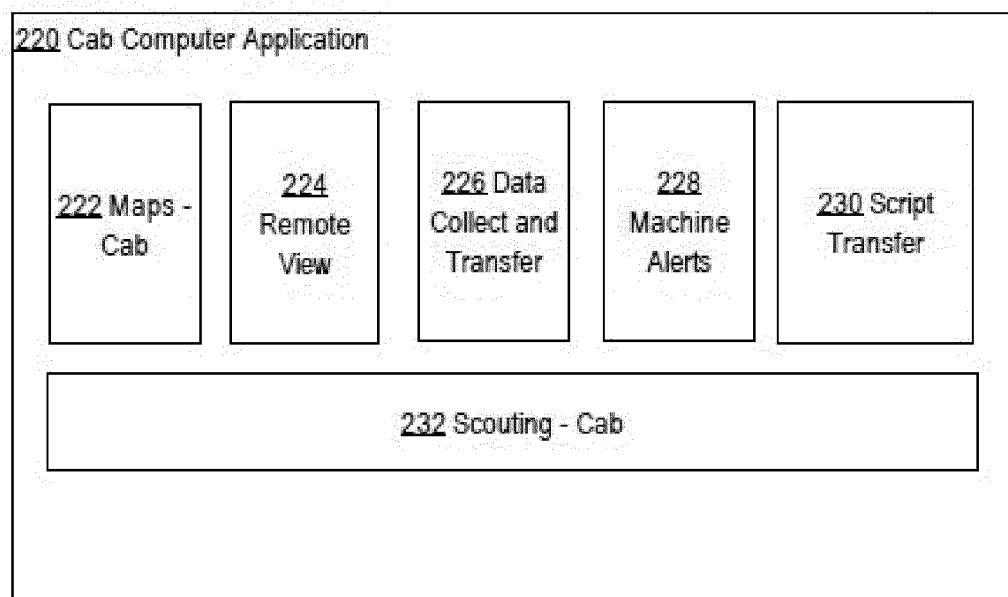 220 Cab Computer Application
222 Maps -
Cab
224
Remote
View
226 Data
Collect and
Transfer
228
Machine
Alerts
230 Script
Transfer
232 Scouting - Cab